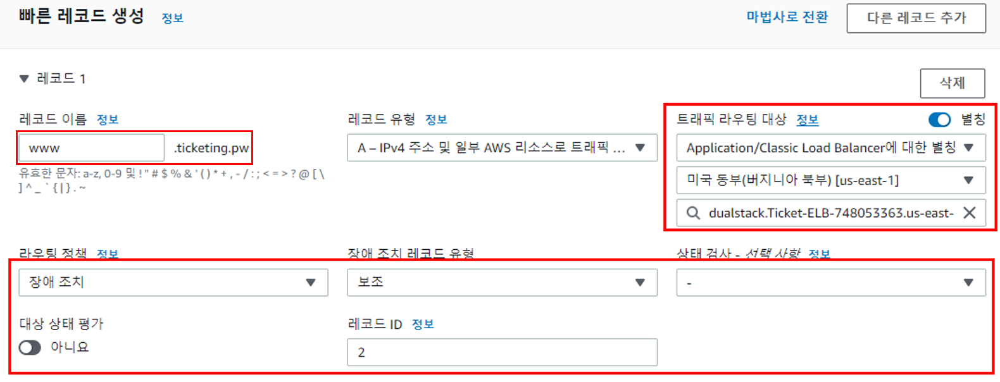 빠른 레코드 생성 정보 마법사로 전환 다른 레코드 추가
▼ 레코드 1 삭제
레코드 이름 정보 레코드 유형 정보 트래픽 라우팅 대상 정보 별칭
www .ticketing.pw A – IPv4 주소 및 일부 AWS 리소스로 트래픽 ... Application/Classic Load Balancer에 대한 별칭
유효한 문자: a-z, 0-9 및 ! " # $ % & ' ( ) * + , - / : ; < = > ? @ [ \
] ^ _ ` { | } . ~
미국 동부(버지니아 북부) [us-east-1]
dualstack.Ticket-ELB-748053363.us-east-
라우팅 정책 정보 장애 조치 레코드 유형 상태 검사 - 선택 사항 정보
장애 조치 보조 -
대상 상태 평가 레코드 ID 정보
아니요 2